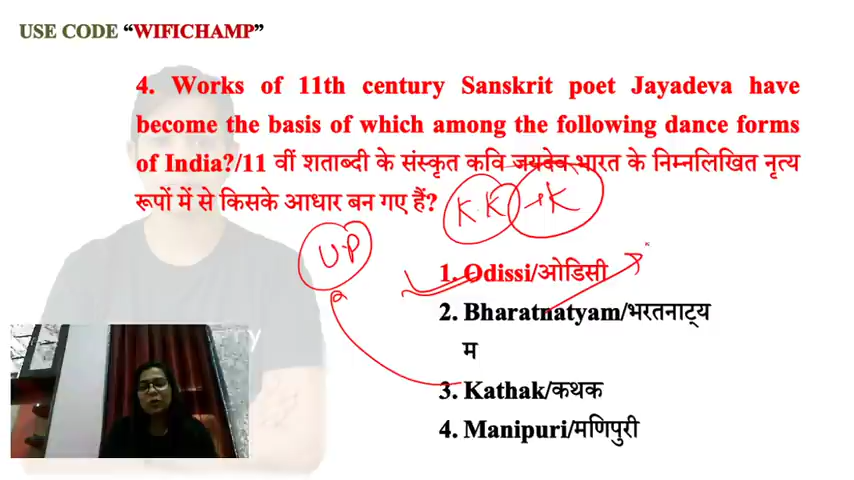 USE CODE “WIFICHAMP”
4. Works of 11th century Sanskrit poet Jayadeva have
become the basis of which among the following dance forms
of India?/11 वीं शताब्दी के संस्कृत कवि जयदेव भारत के निम्नलिखित नृत्य
रूपों में से किसके आधार बन गए हैं?
K.K → K
U.P
1. Odissi/ओडिसी
2. Bharatnatyam/भरतनाट्य
म
3. Kathak/कथक
4. Manipuri/मणिपुरी